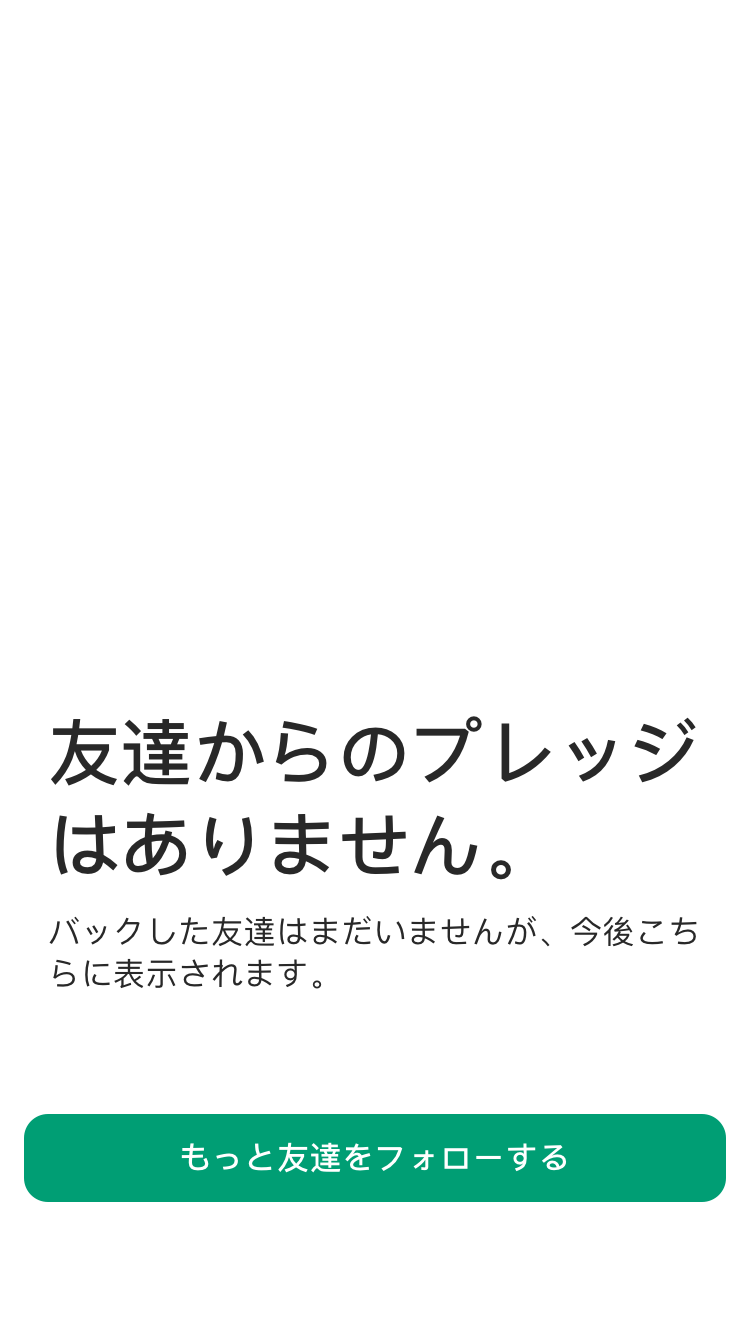 友達からのプレッジ
はありません。
バックした友達はまだいませんが、今後こち
らに表示されます。
もっと友達をフォローする